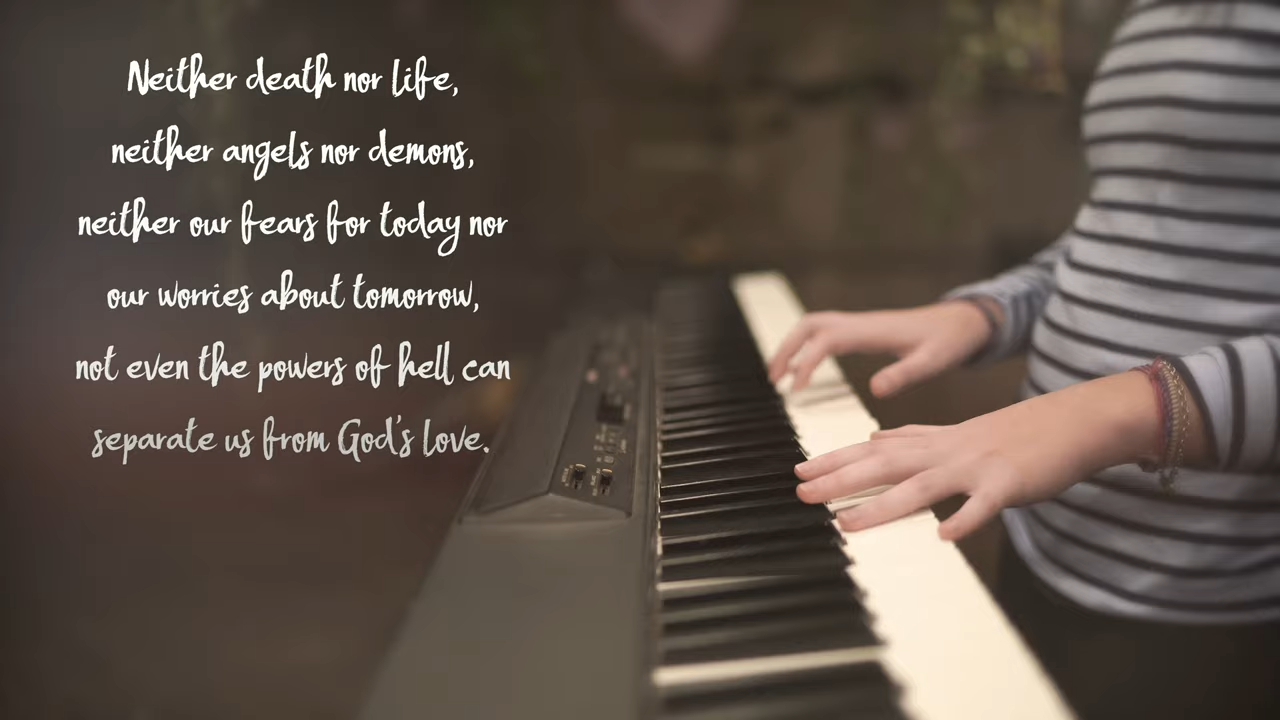 Neither death nor life,
neither angels nor demons,
neither our fears for today nor
our worries about tomorrow,
not even the powers of hell can
separate us from God's love.